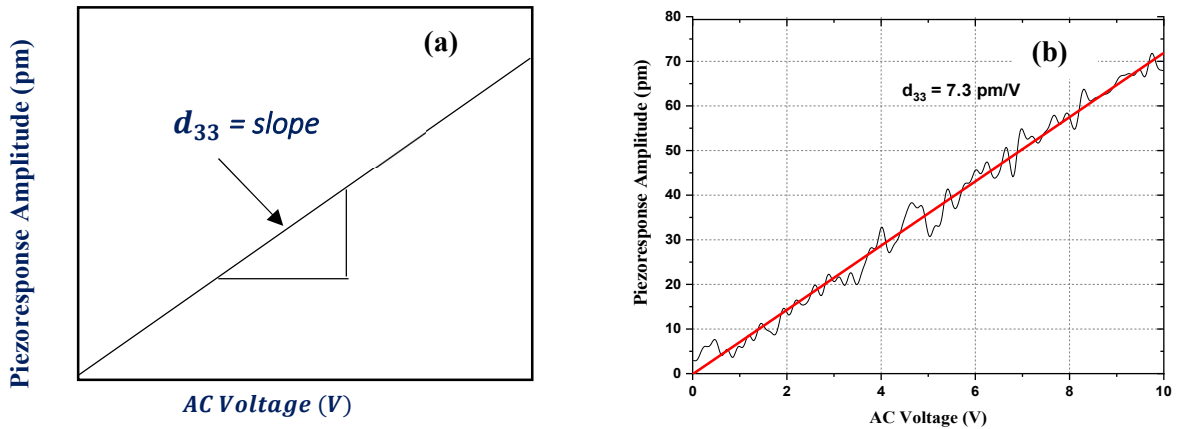 (a)
Piezoresponse Amplitude (pm)
d33 = slope
AC Voltage (V)
(b)
Piezoresponse Amplitude (pm)
d33 = 7.3 pm/V
80
70
60
50
40
30
20
10
0
0 2 4 6 8 10
AC Voltage (V)